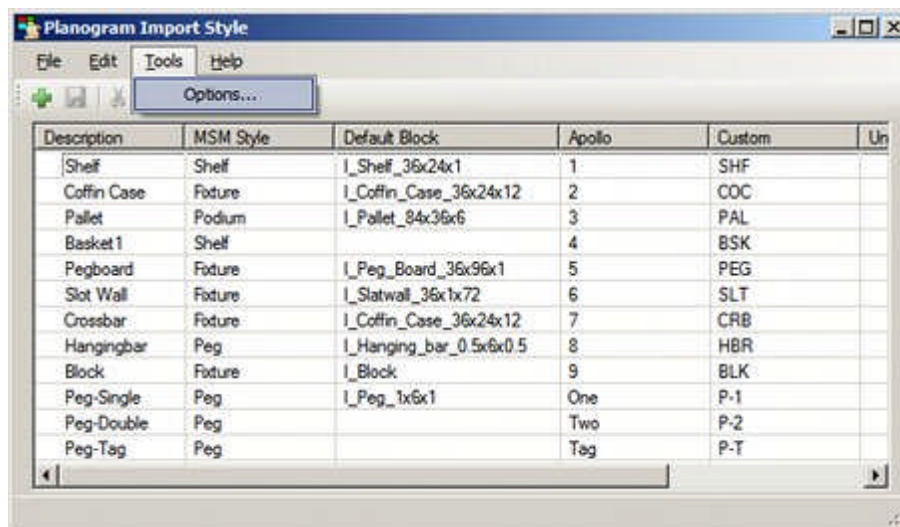 Planogram Import Style
File Edit Tools Help
Options...
Description MSM Style Default Block Apollo Custom Un
Shelf Shelf I_Shelf_36x24x1 1 SHF
Coffin Case Fixture I_Coffin_Case_36x24x12 2 COC
Pallet Podium I_Pallet_84x36x6 3 PAL
Basket1 Shelf 4 BSK
Pegboard Fixture I_Peg_Board_36x96x1 5 PEG
Slot Wall Fixture I_Slatwall_36x1x72 6 SLT
Crossbar Fixture I_Coffin_Case_36x24x12 7 CRB
Hangingbar Peg I_Hanging_bar_0.5x6x0.5 8 HBR
Block Fixture I_Block 9 BLK
Peg-Single Peg I_Peg_1x6x1 One P-1
Peg-Double Peg Two P-2
Peg-Tag Peg Tag P-T